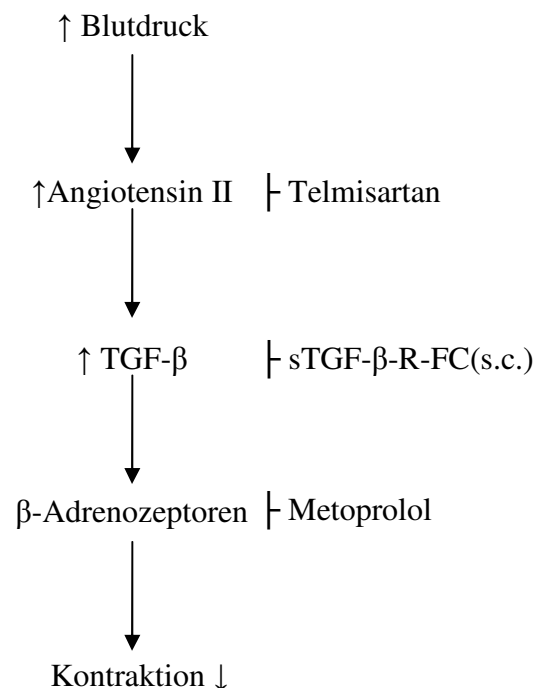 ↑ Blutdruck
↑Angiotensin II ├ Telmisartan
↑ TGF-β ├ sTGF-β-R-FC(s.c.)
β-Adrenozeptoren ├ Metoprolol
Kontraktion ↓